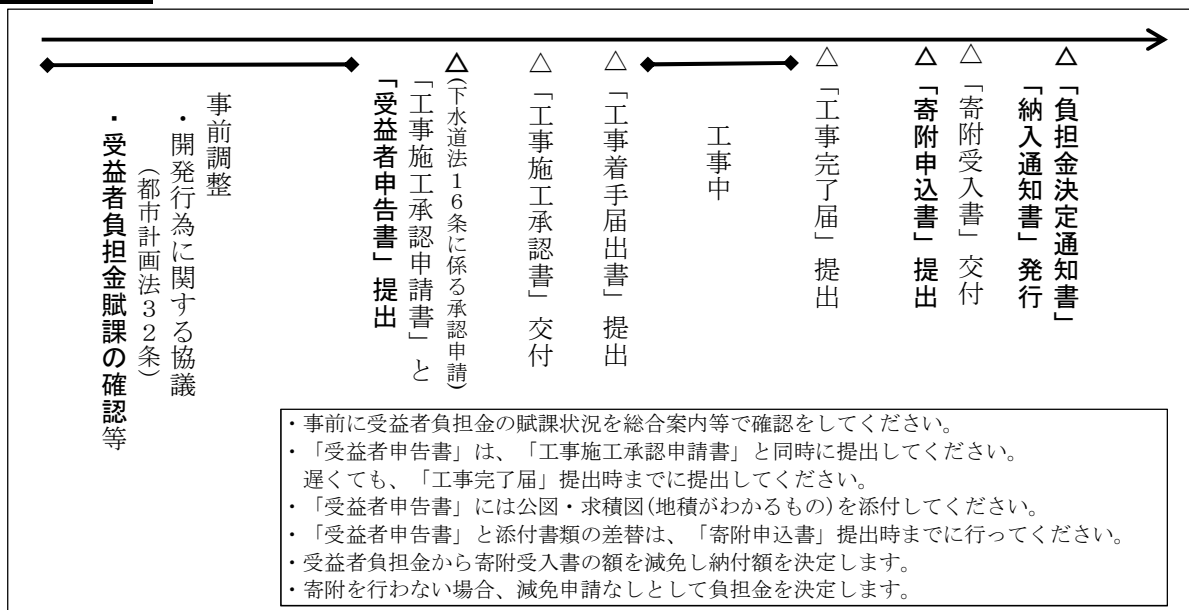 事前調整
・開発行為に関する協議
(都市計画法32条)
・受益者負担金賦課の確認等
△
(下水道法16条に係る承認申請)
「工事施工承認申請書」と
「受益者申告書」提出
△「工事施工承認書」交付
△「工事着手届出書」提出
工事中
△「工事完了届」提出
△「寄附申込書」提出
△「寄附受入書」交付
△「負担金決定通知書」
「納入通知書」発行
・事前に受益者負担金の賦課状況を総合案内等で確認をしてください。
・「受益者申告書」は、「工事施工承認申請書」と同時に提出してください。
遅くても、「工事完了届」提出時までに提出してください。
・「受益者申告書」には公図・求積図(地積がわかるもの)を添付してください。
・「受益者申告書」と添付書類の差替は、「寄附申込書」提出時までに行ってください。
・受益者負担金から寄附受入書の額を減免し納付額を決定します。
・寄附を行わない場合、減免申請なしとして負担金を決定します。